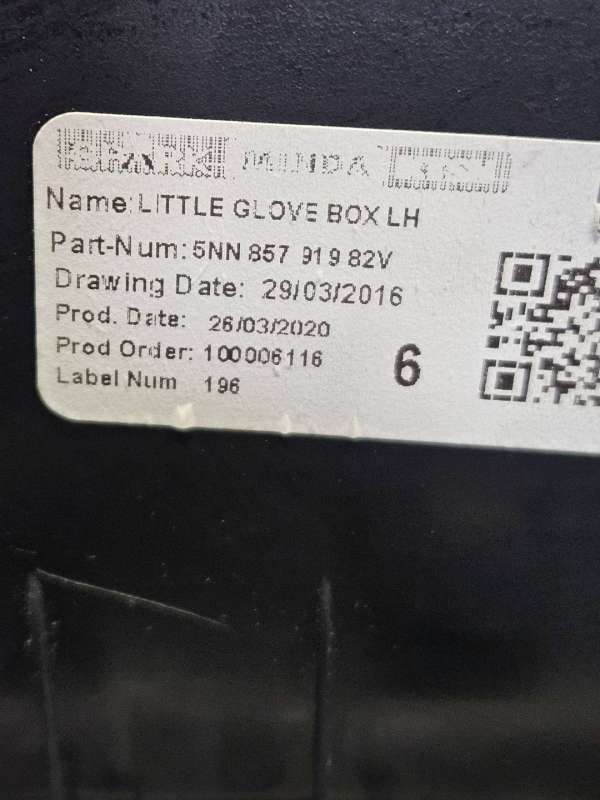 MINDA
Name: LITTLE GLOVE BOX LH
Part-Num: 5NN 857 919 82V
Drawing Date: 29/03/2016
Prod. Date: 26/03/2020
Prod Order: 100006116
6
Label Num 196